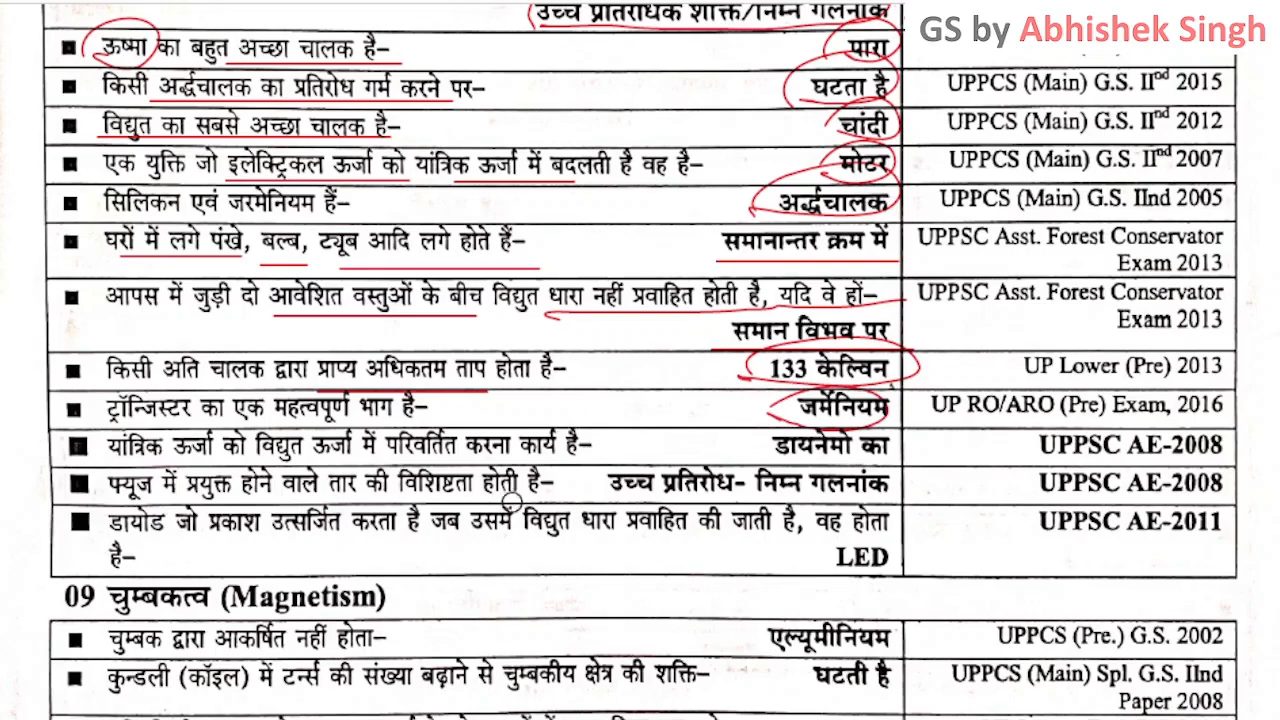 उच्च प्रतिरोधक शक्ति/निम्न गलनांक
GS by Abhishek Singh
■ ऊष्मा का बहुत अच्छा चालक है– पारा
■ किसी अर्द्धचालक का प्रतिरोध गर्म करने पर– घटता है UPPCS (Main) G.S. IInd 2015
■ विद्युत का सबसे अच्छा चालक है– चांदी UPPCS (Main) G.S. IInd 2012
■ एक युक्ति जो इलेक्ट्रिकल ऊर्जा को यांत्रिक ऊर्जा में बदलती है वह है– मोटर UPPCS (Main) G.S. IInd 2007
■ सिलिकन एवं जरमेनियम हैं– अर्द्धचालक UPPCS (Main) G.S. IInd 2005
■ घरों में लगे पंखे, बल्ब, ट्यूब आदि लगे होते हैं– समानान्तर क्रम में UPPSC Asst. Forest Conservator
Exam 2013
■ आपस में जुड़ी दो आवेशित वस्तुओं के बीच विद्युत धारा नहीं प्रवाहित होती है, यदि वे हों– UPPSC Asst. Forest Conservator
समान विभव पर Exam 2013
■ किसी अति चालक द्वारा प्राप्य अधिकतम ताप होता है– 133 केल्विन UP Lower (Pre) 2013
■ ट्रॉन्जिस्टर का एक महत्वपूर्ण भाग है– जर्मेनियम UP RO/ARO (Pre) Exam, 2016
■ यांत्रिक ऊर्जा को विद्युत ऊर्जा में परिवर्तित करना कार्य है– डायनेमो का UPPSC AE-2008
■ फ्यूज में प्रयुक्त होने वाले तार की विशिष्टता होती है– उच्च प्रतिरोध- निम्न गलनांक UPPSC AE-2008
■ डायोड जो प्रकाश उत्सर्जित करता है जब उसमें विद्युत धारा प्रवाहित की जाती है, वह होता UPPSC AE-2011
है– LED
09 चुम्बकत्व (Magnetism)
■ चुम्बक द्वारा आकर्षित नहीं होता– एल्यूमीनियम UPPCS (Pre.) G.S. 2002
■ कुन्डली (कॉइल) में टर्न्स की संख्या बढ़ाने से चुम्बकीय क्षेत्र की शक्ति– घटती है UPPCS (Main) Spl. G.S. IInd
Paper 2008